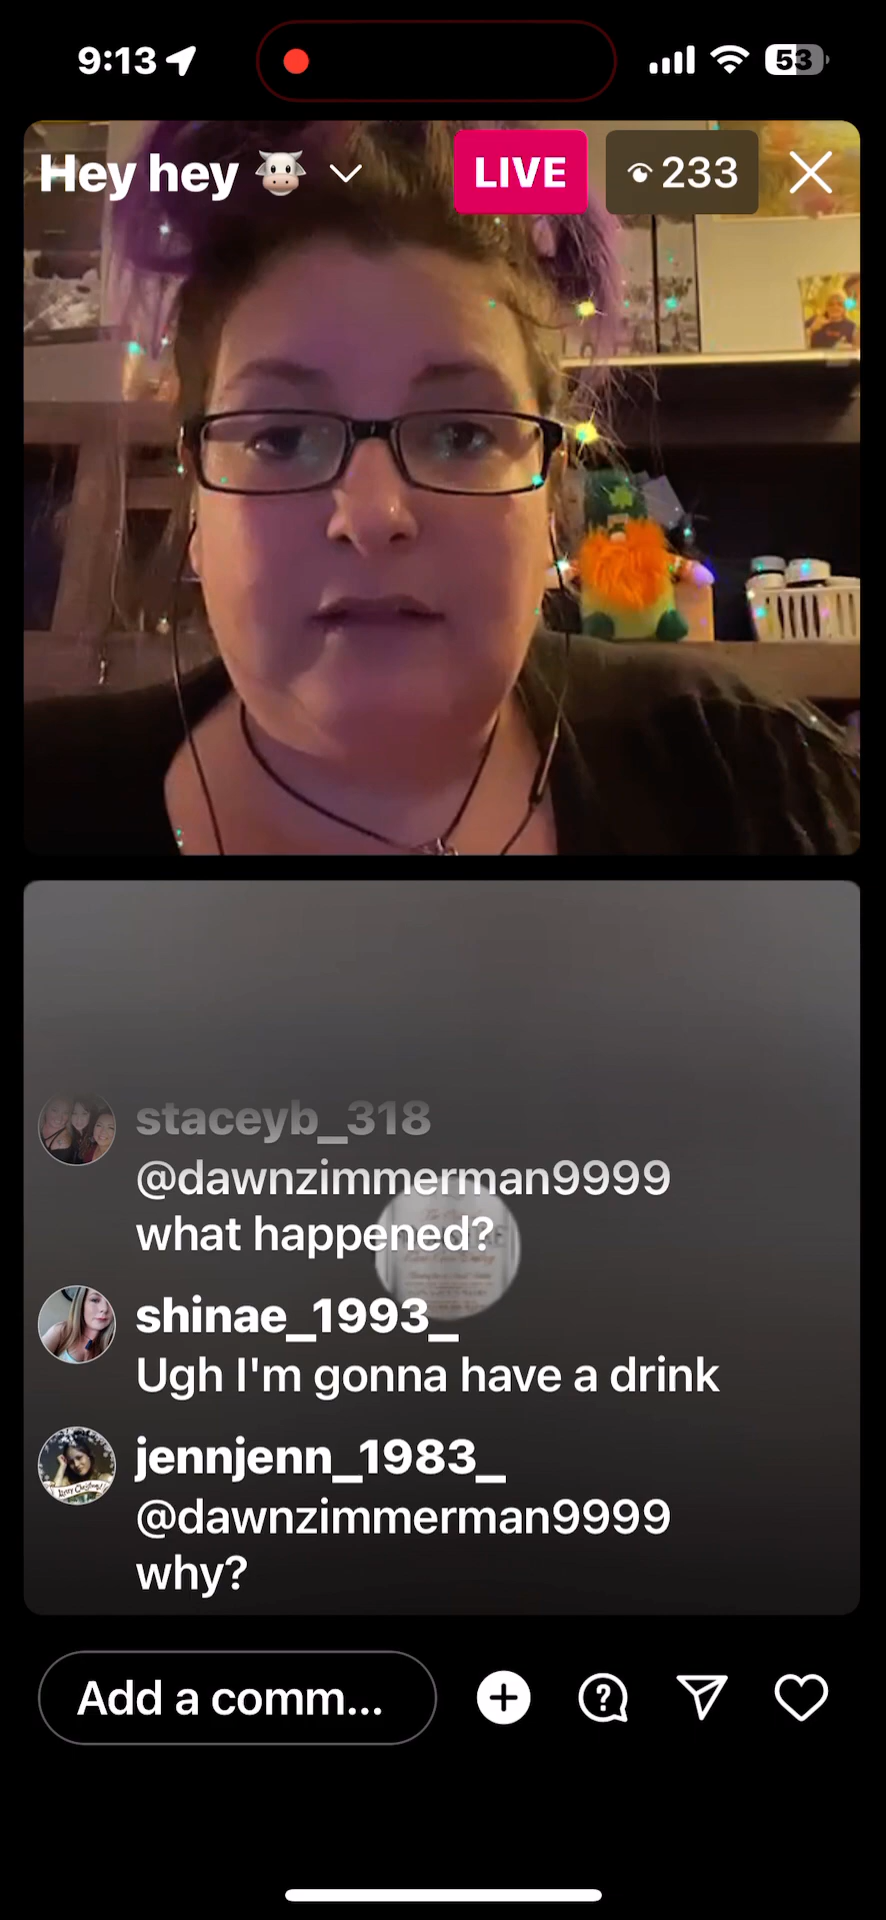 9:13
53
Hey hey 🐮
LIVE
233
staceyb_318
@dawnzimmerman9999
what happened?
shinae_1993_
Ugh I'm gonna have a drink
jennjenn_1983_
@dawnzimmerman9999
why?
Add a comm...